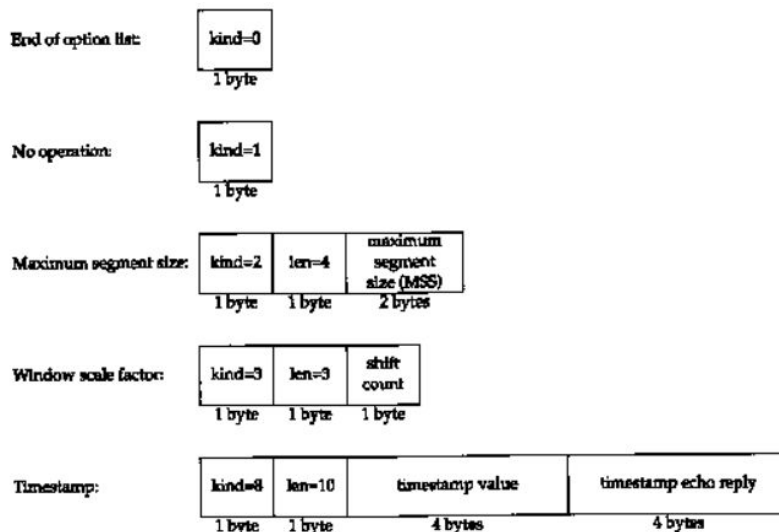 End of option list:
kind=0
1 byte
No operation:
kind=1
1 byte
Maximum segment size:
kind=2
len=4
maximum
segment
size (MSS)
1 byte
1 byte
2 bytes
Window scale factor:
kind=3
len=3
shift
count
1 byte
1 byte
1 byte
Timestamp:
kind=8
len=10
timestamp value
timestamp echo reply
1 byte
1 byte
4 bytes
4 bytes